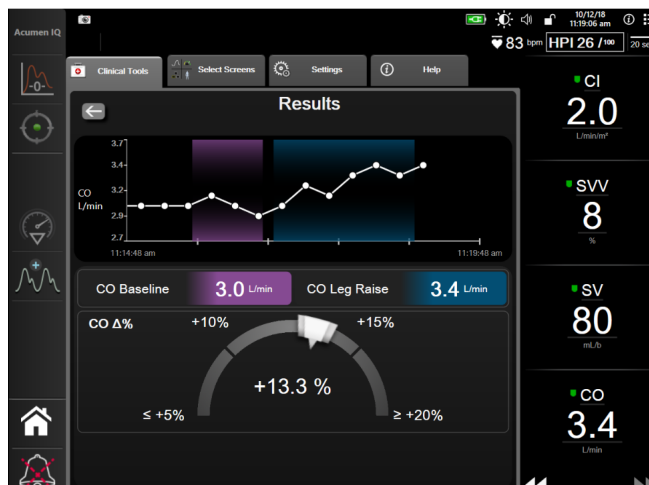 Acumen IQ
10/12/18
11:19:06 am
83 bpm
HPI 26 /100
20 se
Clinical Tools
Select Screens
Settings
Help
Results
3.7
3.4
3.2
2.9
2.7
CO
L/min
11:14:48 am
11:19:48 am
CO Baseline
3.0 L/min
CO Leg Raise
3.4 L/min
CO Δ%
+10%
+15%
+13.3 %
≤ +5%
≥ +20%
CI
2.0
L/min/m²
SVV
8
%
SV
80
mL/b
CO
3.4
L/min
-0-